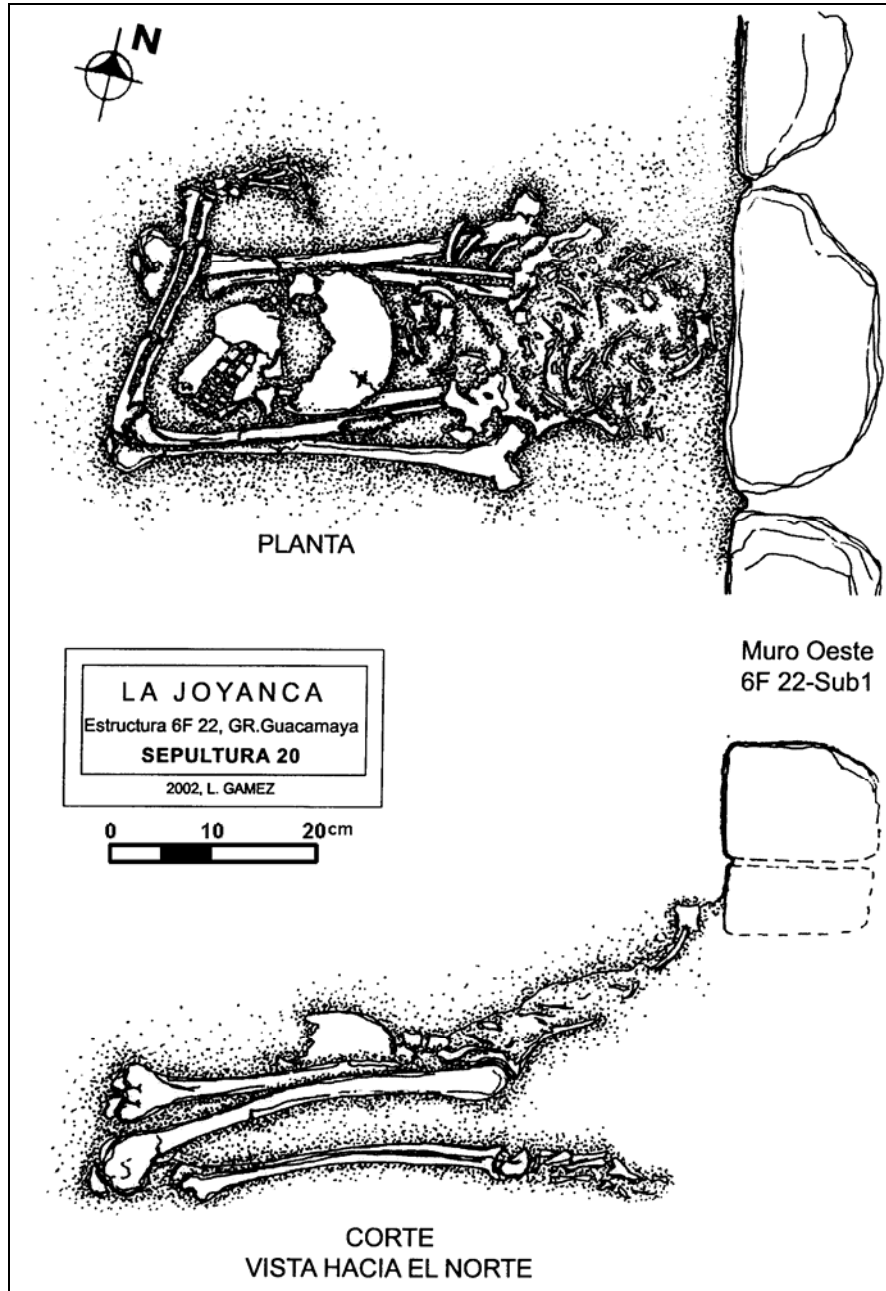 N
PLANTA
Muro Oeste
6F 22-Sub1
LA JOYANCA
Estructura 6F 22, GR.Guacamaya
SEPULTURA 20
2002, L. GAMEZ
0 10 20cm
CORTE
VISTA HACIA EL NORTE